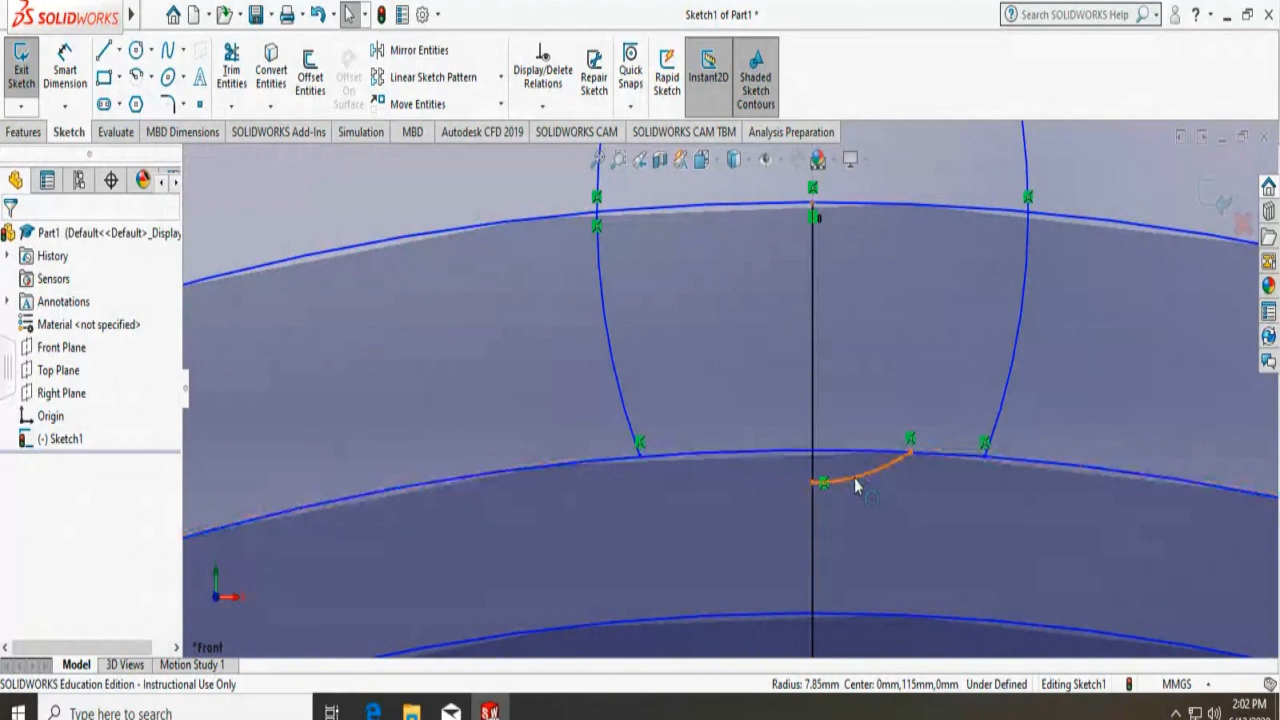 SOLIDWORKS
Sketch1 of Part1 *
Search SOLIDWORKS Help
Exit Sketch
Smart Dimension
Trim Entities
Convert Entities
Offset Entities
Offset On Surface
Mirror Entities
Linear Sketch Pattern
Move Entities
Display/Delete Relations
Repair Sketch
Quick Snaps
Rapid Sketch
Instant2D
Shaded Sketch Contours
Features
Sketch
Evaluate
MBD Dimensions
SOLIDWORKS Add-Ins
Simulation
MBD
Autodesk CFD 2019
SOLIDWORKS CAM
SOLIDWORKS CAM TBM
Analysis Preparation
Part1 (Default<<Default>_Display
History
Sensors
Annotations
Material <not specified>
Front Plane
Top Plane
Right Plane
Origin
(-) Sketch1
*Front
Model
3D Views
Motion Study 1
SOLIDWORKS Education Edition - Instructional Use Only
Radius: 7.85mm Center: 0mm,115mm,0mm
Under Defined
Editing Sketch1
MMGS
Type here to search
2:02 PM